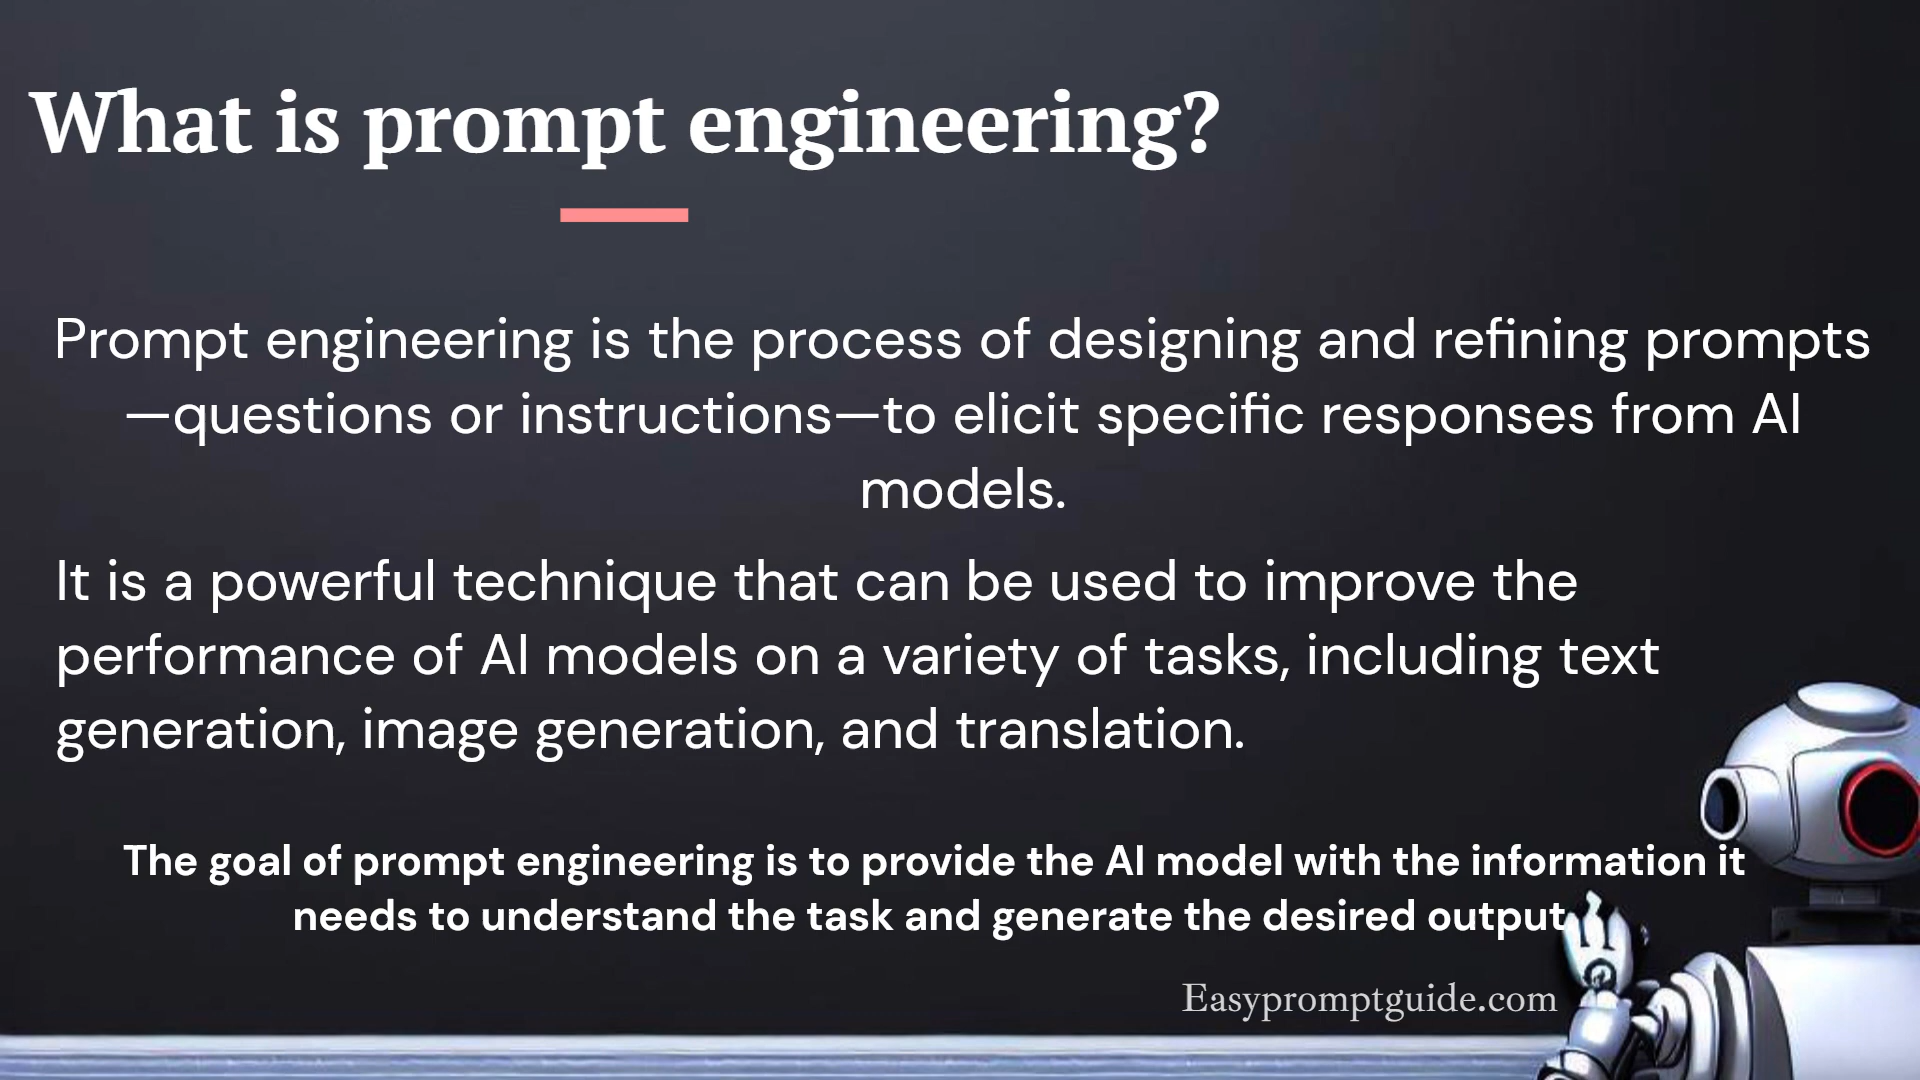 What is prompt engineering?
Prompt engineering is the process of designing and refining prompts
—questions or instructions—to elicit specific responses from AI
models.
It is a powerful technique that can be used to improve the
performance of AI models on a variety of tasks, including text
generation, image generation, and translation.
The goal of prompt engineering is to provide the AI model with the information it
needs to understand the task and generate the desired output.
Easypromptguide.com